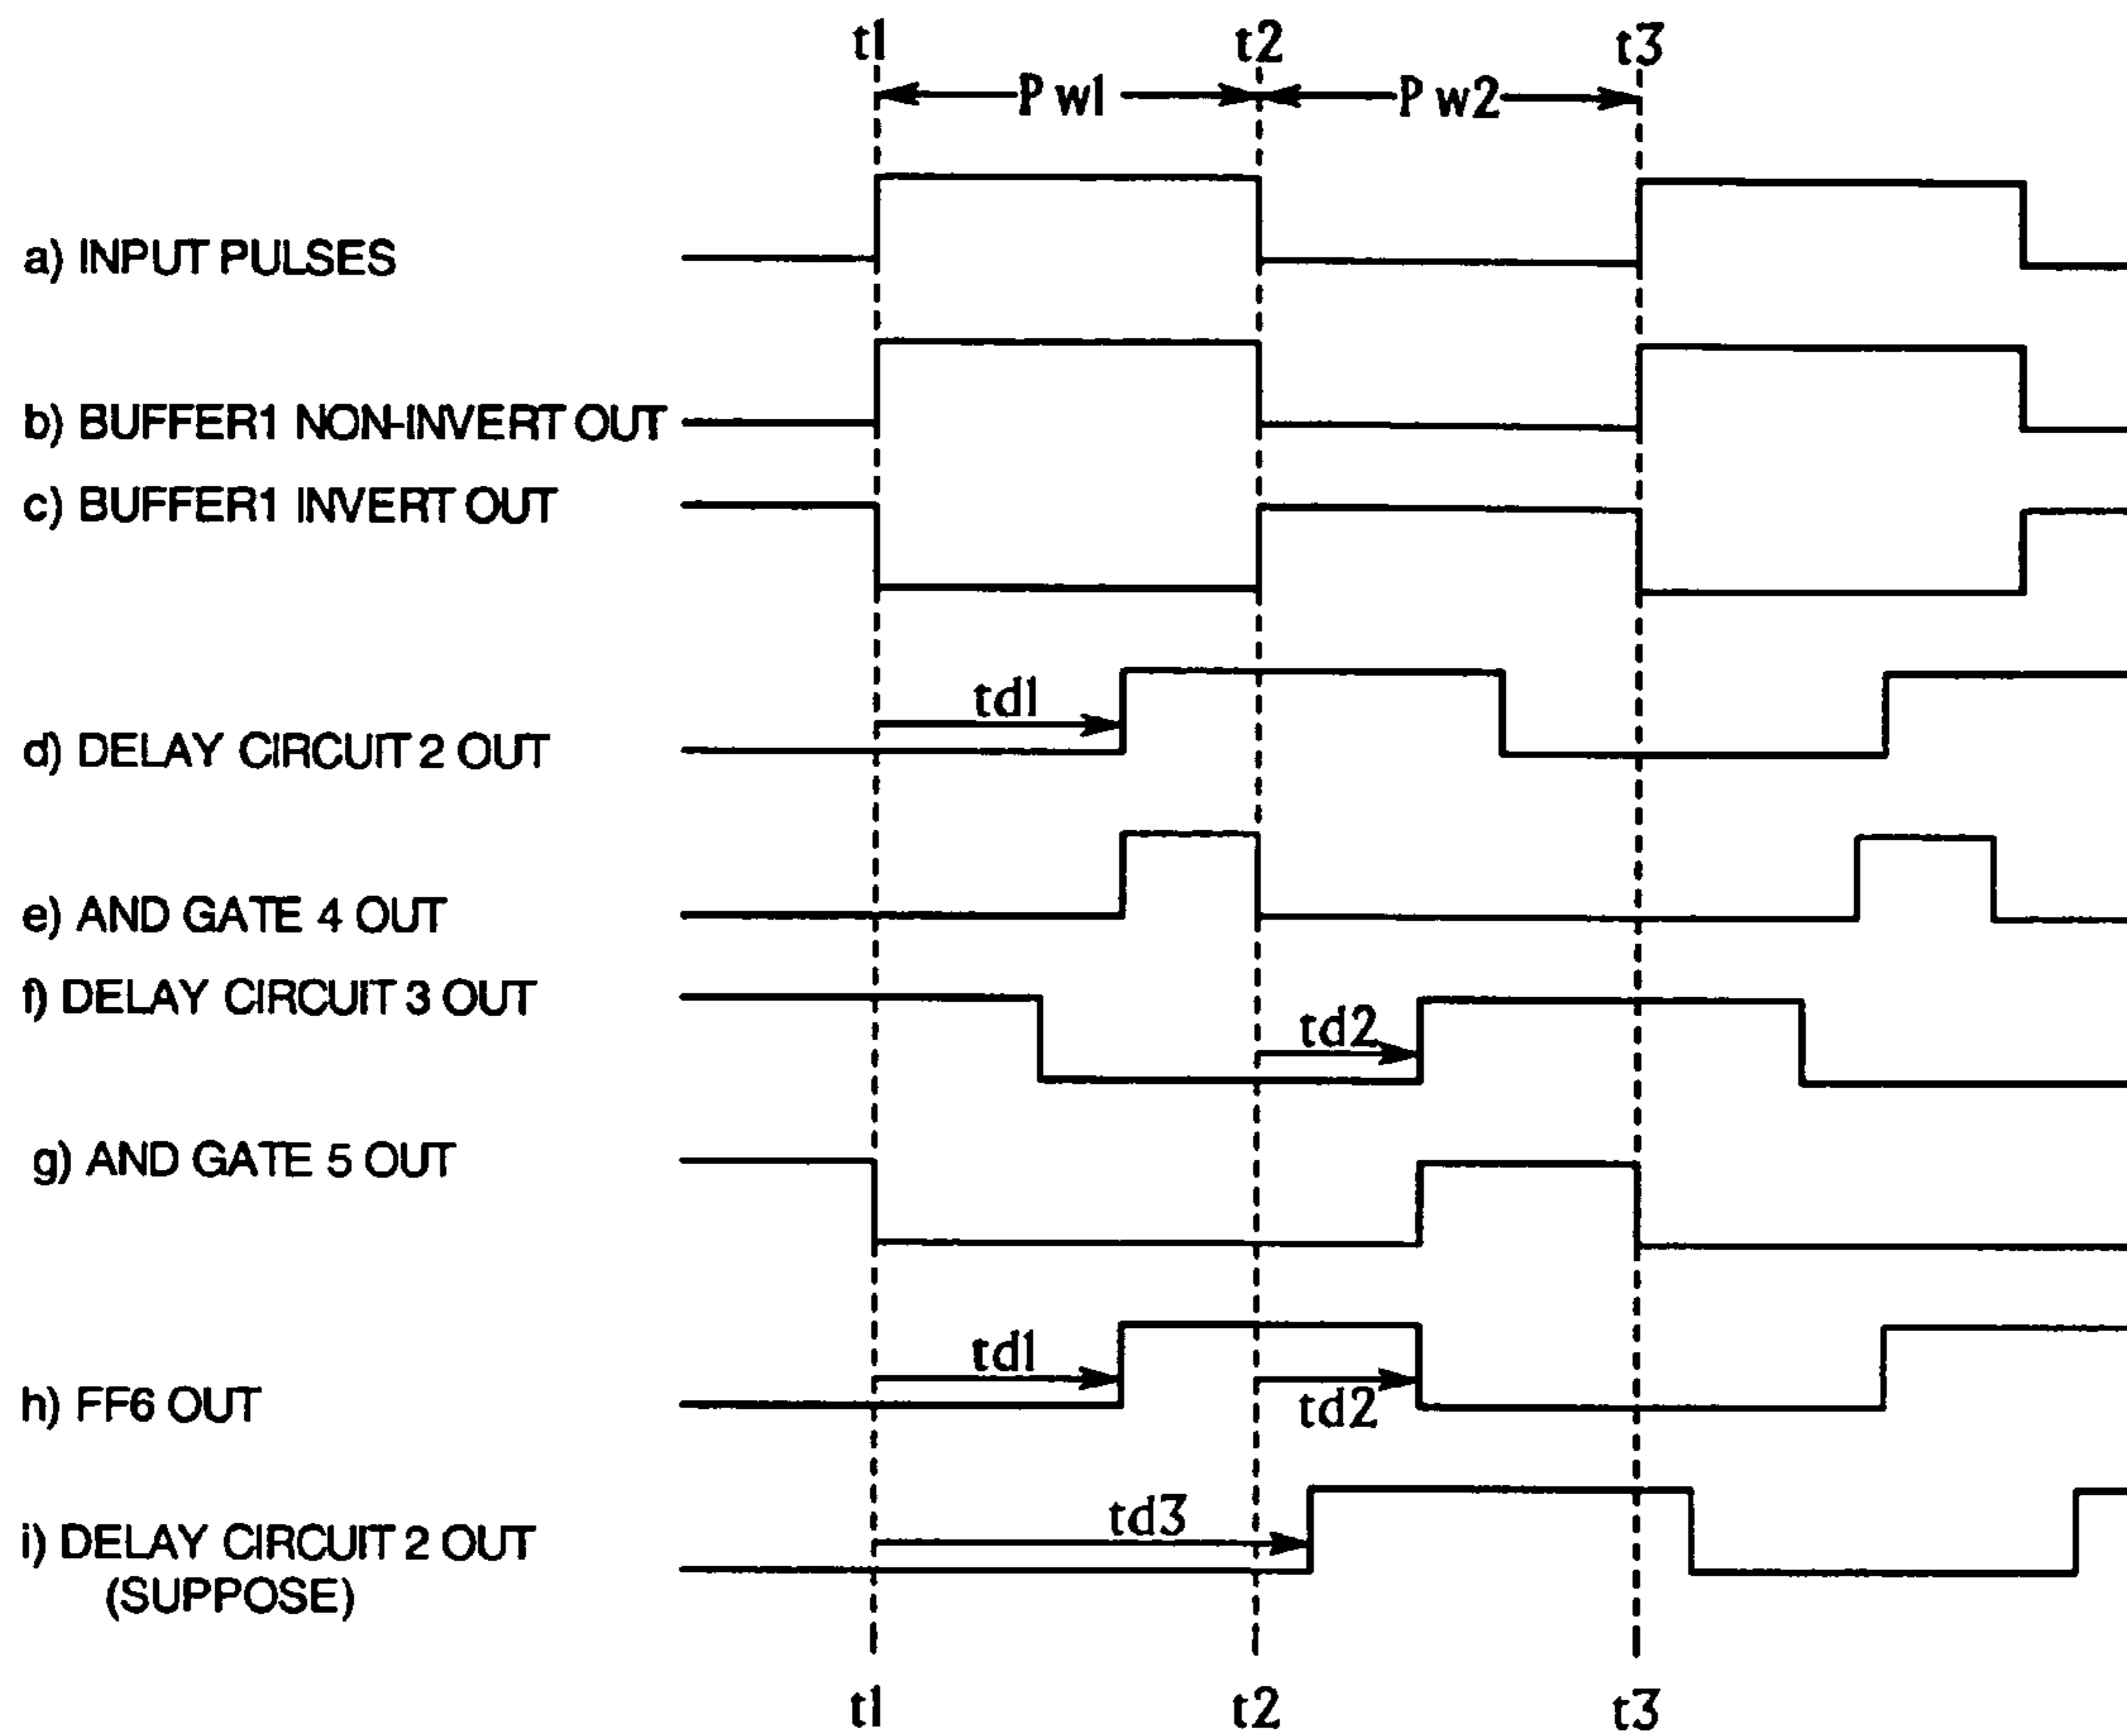 t1 t2 t3
Pw1 Pw2
a) INPUT PULSES
b) BUFFER1 NON-INVERT OUT
c) BUFFER1 INVERT OUT
td1
d) DELAY CIRCUIT 2 OUT
e) AND GATE 4 OUT
f) DELAY CIRCUIT 3 OUT
td2
g) AND GATE 5 OUT
td1
h) FF6 OUT
td2
td3
i) DELAY CIRCUIT 2 OUT
(SUPPOSE)
t1 t2 t3